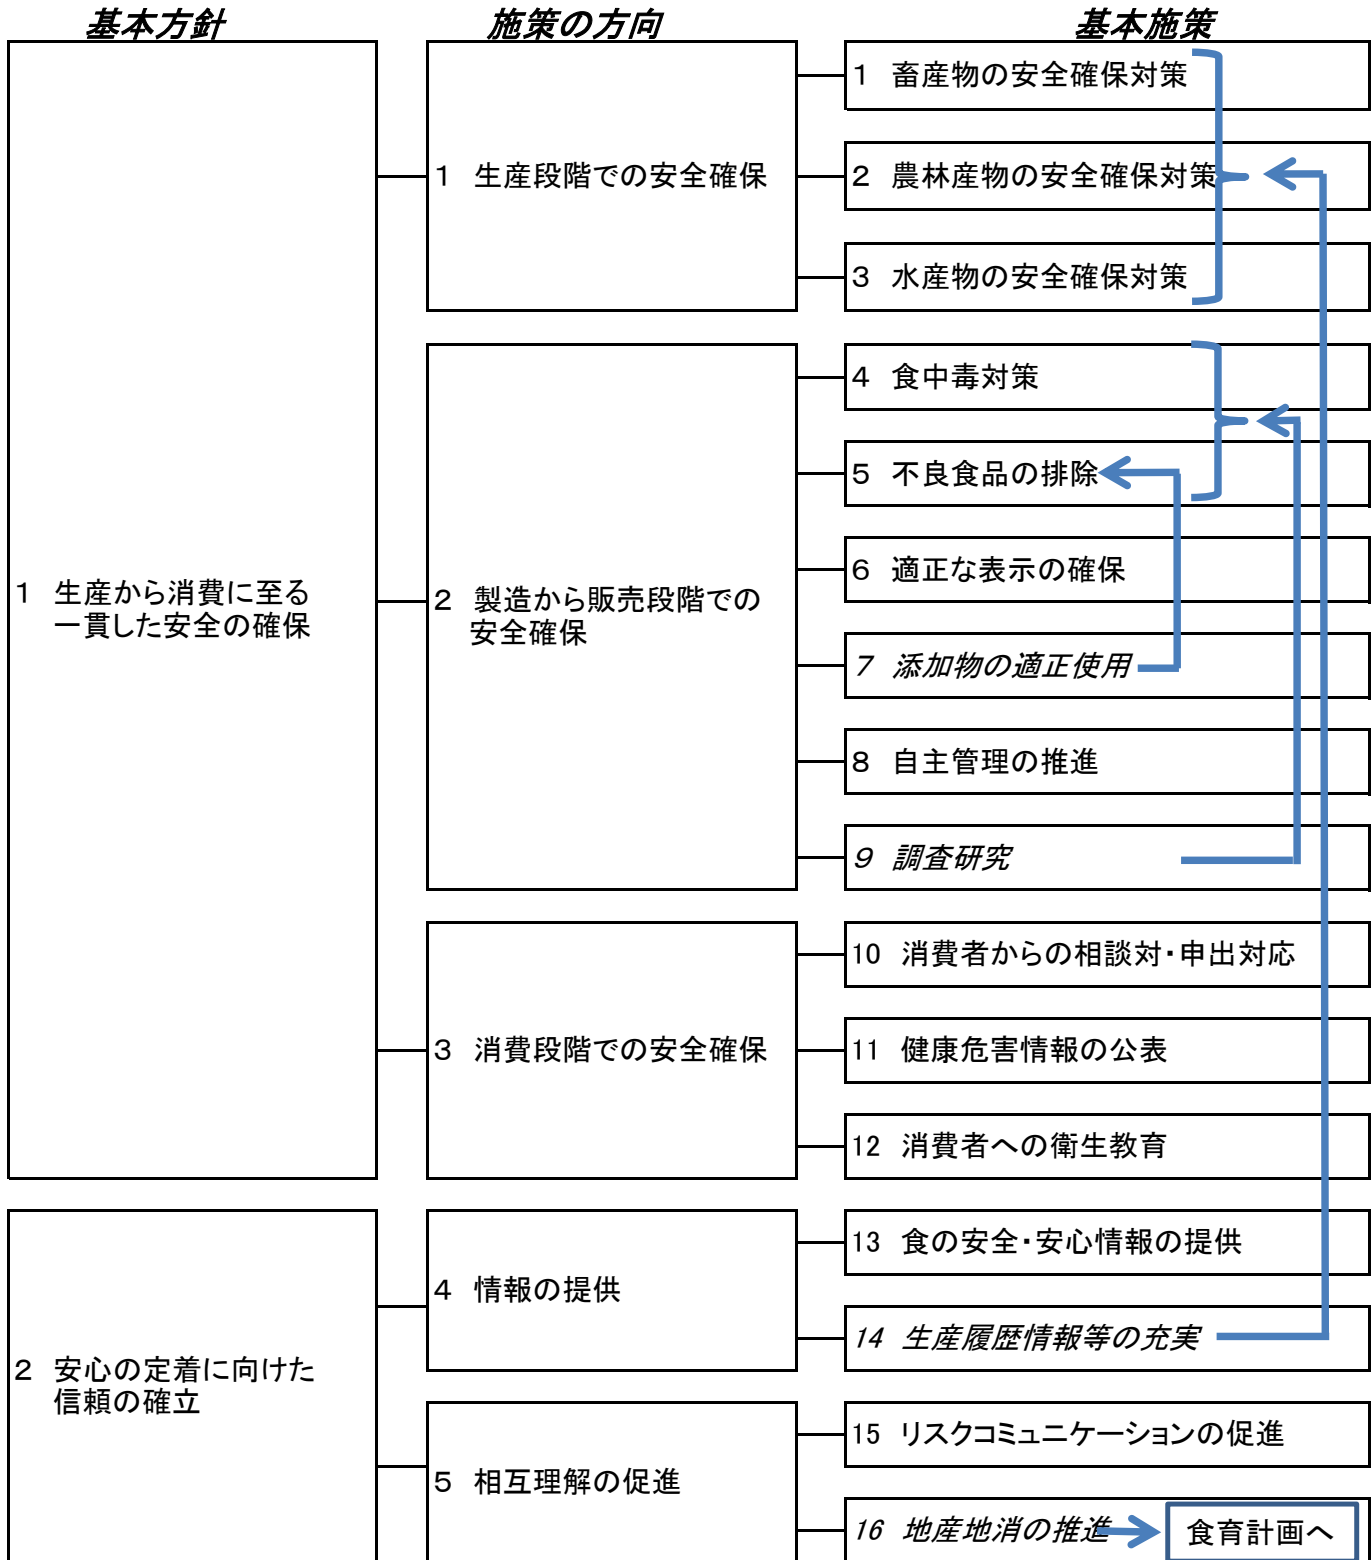 基本方針
施策の方向
基本施策
1 生産から消費に至る
一貫した安全の確保
1 生産段階での安全確保
1 畜産物の安全確保対策
2 農林産物の安全確保対策
3 水産物の安全確保対策
2 製造から販売段階での
安全確保
4 食中毒対策
5 不良食品の排除
6 適正な表示の確保
7 添加物の適正使用
8 自主管理の推進
9 調査研究
3 消費段階での安全確保
10 消費者からの相談対・申出対応
11 健康危害情報の公表
12 消費者への衛生教育
2 安心の定着に向けた
信頼の確立
4 情報の提供
13 食の安全・安心情報の提供
14 生産履歴情報等の充実
5 相互理解の促進
15 リスクコミュニケーションの促進
16 地産地消の推進
食育計画へ